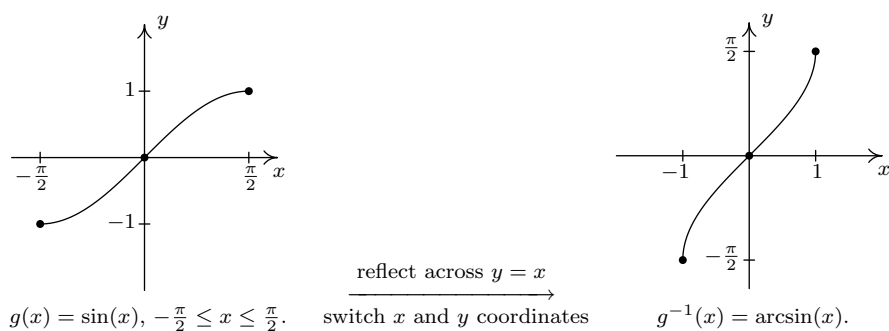 y
1
−π/2
π/2
x
−1
g(x) = sin(x), −π/2 ≤ x ≤ π/2.
reflect across y = x
switch x and y coordinates
y
π/2
−1
1
x
−π/2
g⁻¹(x) = arcsin(x).